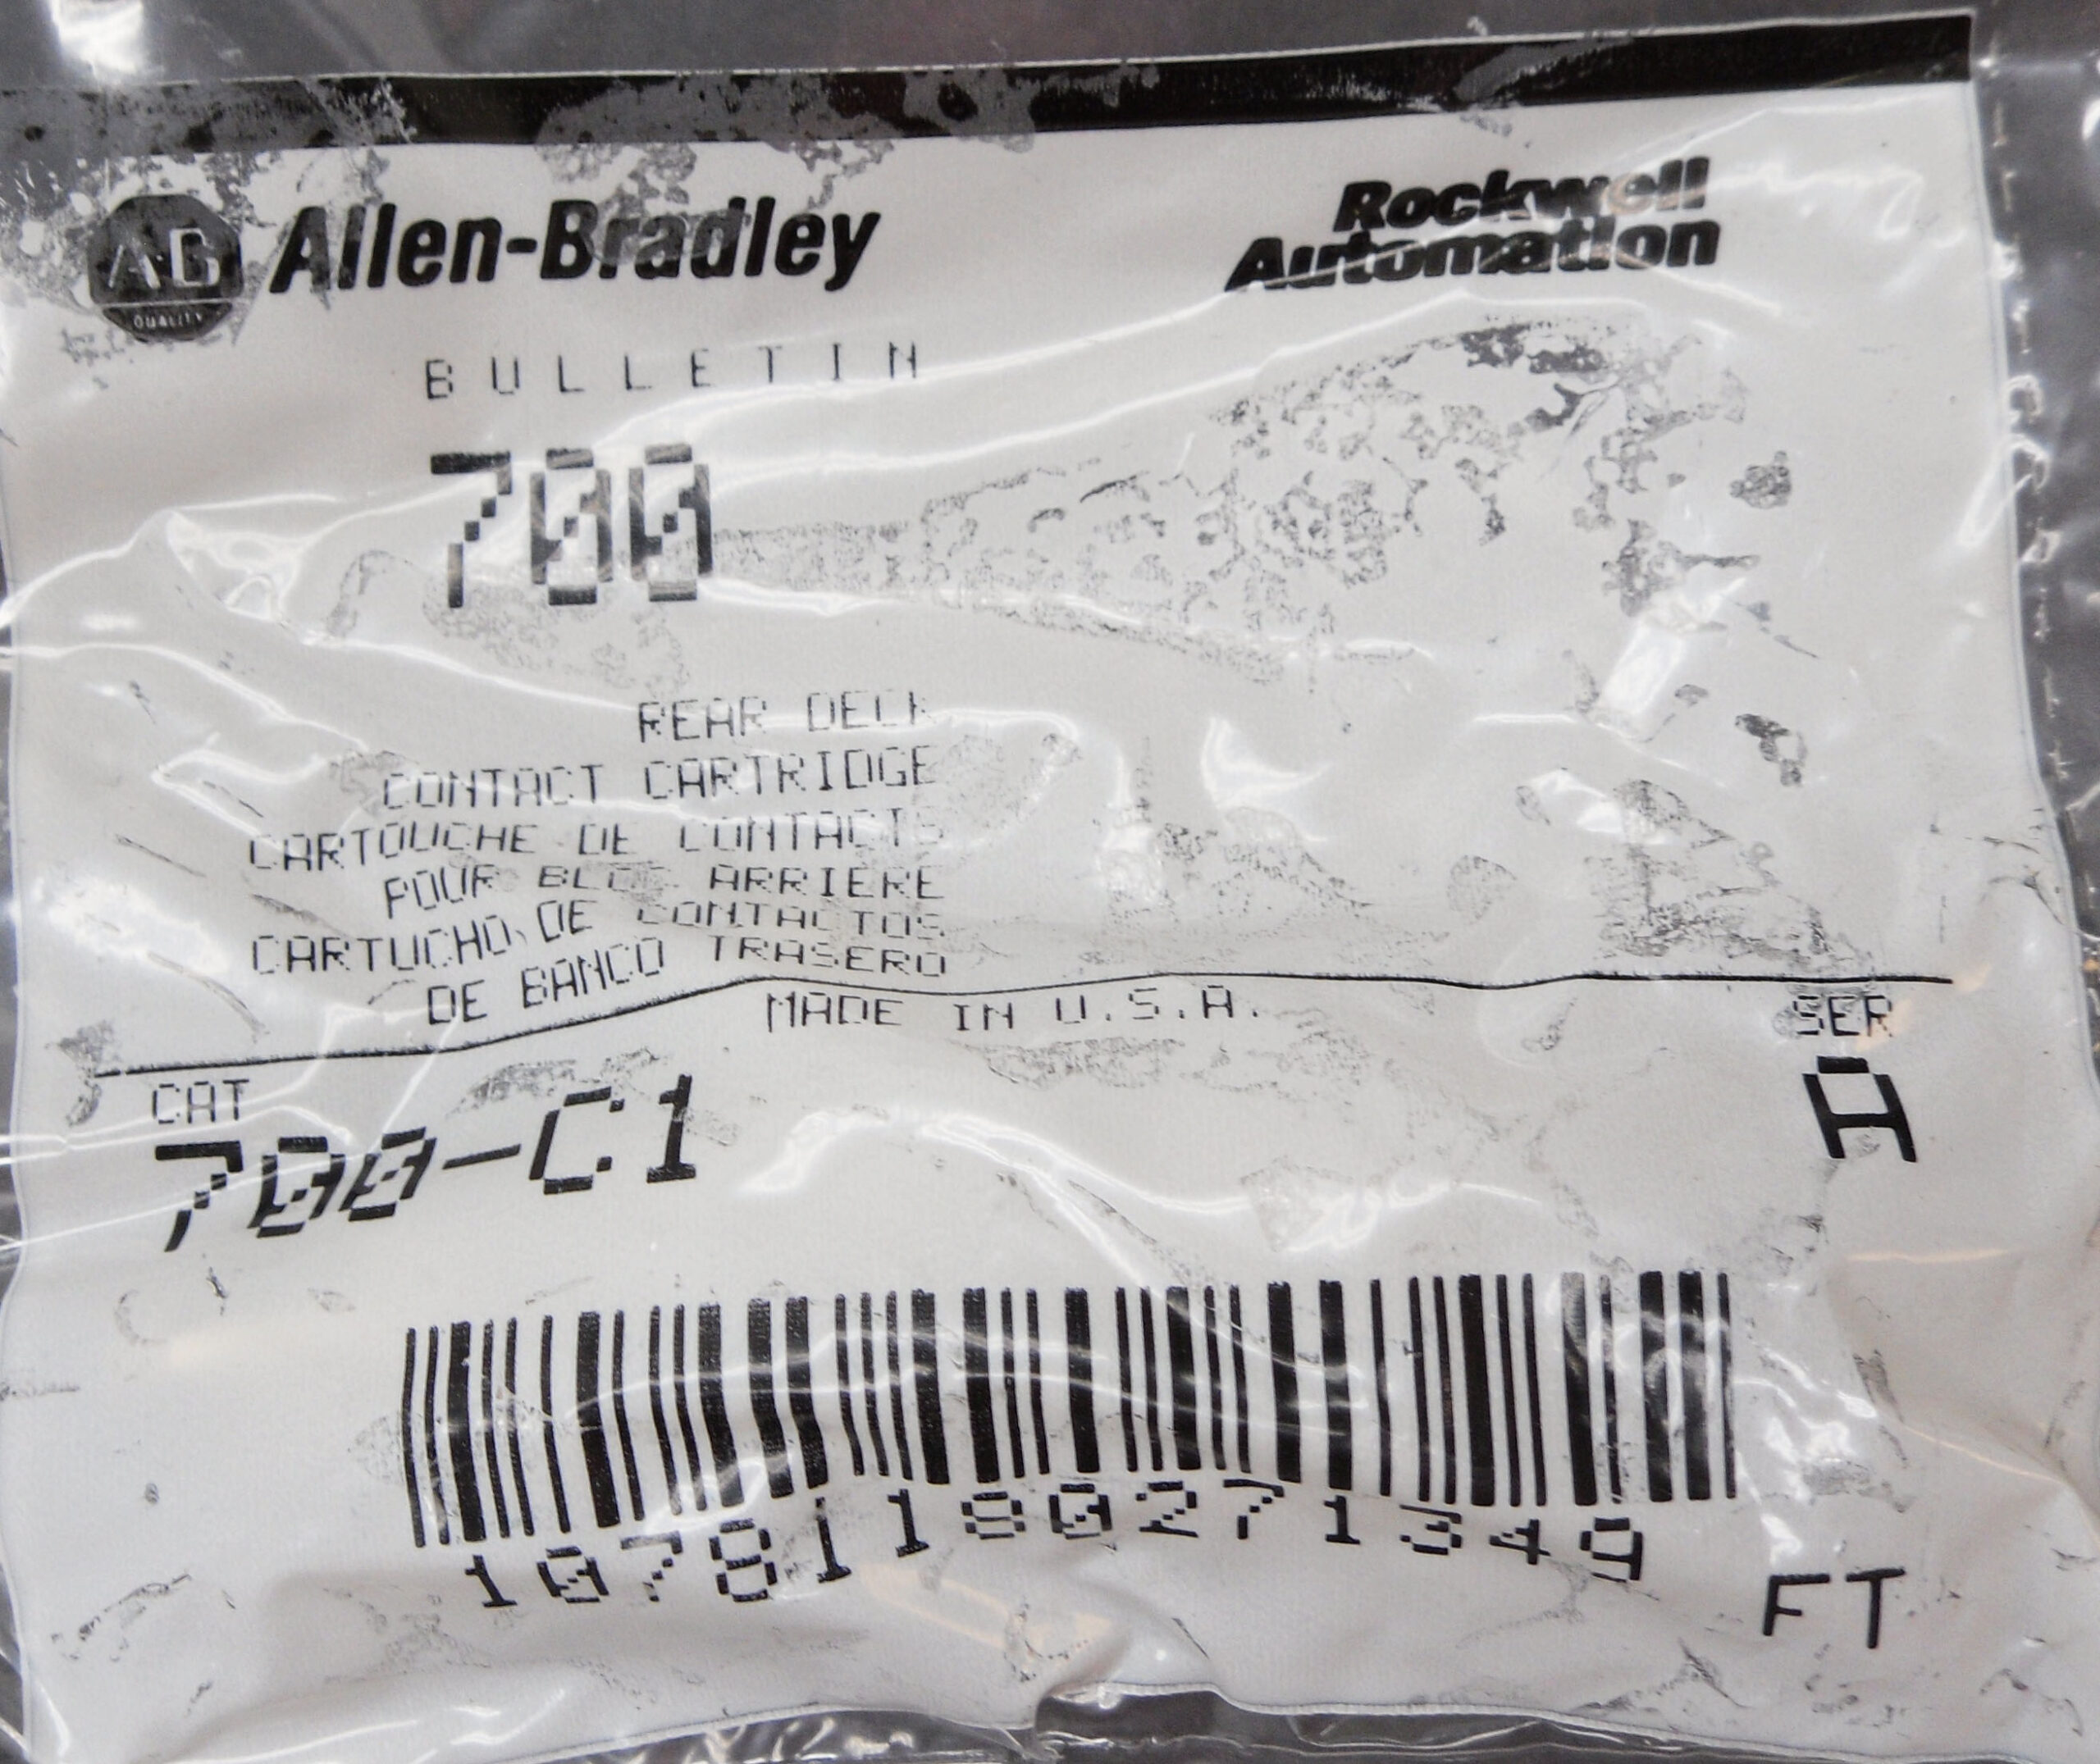 AB QUALITY Allen-Bradley
Rockwell
Automation
BULLETIN
700
REAR DECK
CONTACT CARTRIDGE
CARTOUCHE DE CONTACTS
POUR BLOC ARRIERE
CARTUCHO DE CONTACTOS
DE BANCO TRASERO
MADE IN U.S.A.
SER
A
CAT
700-C1
10781180271349
FT